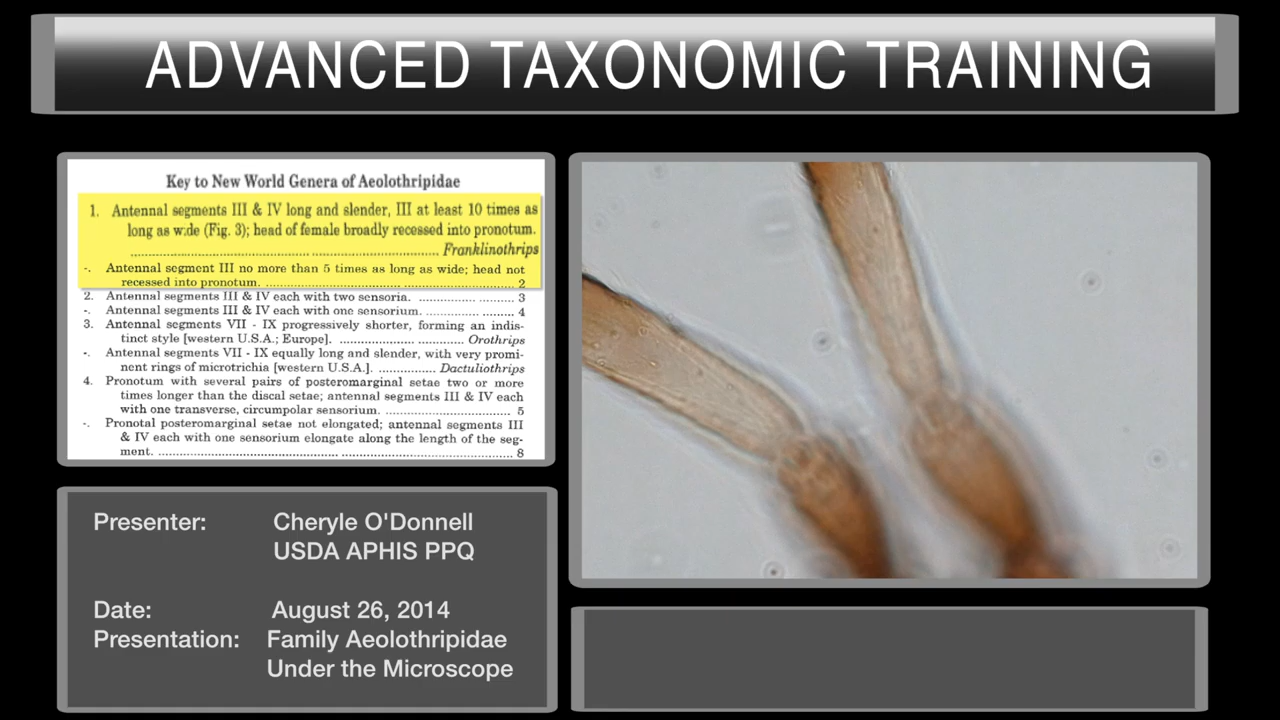 ADVANCED TAXONOMIC TRAINING
Key to New World Genera of Aeolothripidae
1. Antennal segments III & IV long and slender, III at least 10 times as
long as wide (Fig. 3); head of female broadly recessed into pronotum.
........................................................ Franklinothrips
-. Antennal segment III no more than 5 times as long as wide; head not
recessed into pronotum. ........................................................ 2
2. Antennal segments III & IV each with two sensoria. ........................ 3
-. Antennal segments III & IV each with one sensorium. ........................ 4
3. Antennal segments VII - IX progressively shorter, forming an indis-
tinct style [western U.S.A.; Europe]. ................................ Orothrips
-. Antennal segments VII - IX equally long and slender, with very promi-
nent rings of microtrichia [western U.S.A.]. ............... Dactuliothrips
4. Pronotum with several pairs of posteromarginal setae two or more
times longer than the discal setae; antennal segments III & IV each
with one transverse, circumpolar sensorium. ................................ 5
-. Pronotal posteromarginal setae not elongated; antennal segments III
& IV each with one sensorium elongate along the length of the seg-
ment. ........................................................................ 8
Presenter: Cheryle O'Donnell
USDA APHIS PPQ
Date: August 26, 2014
Presentation: Family Aeolothripidae
Under the Microscope